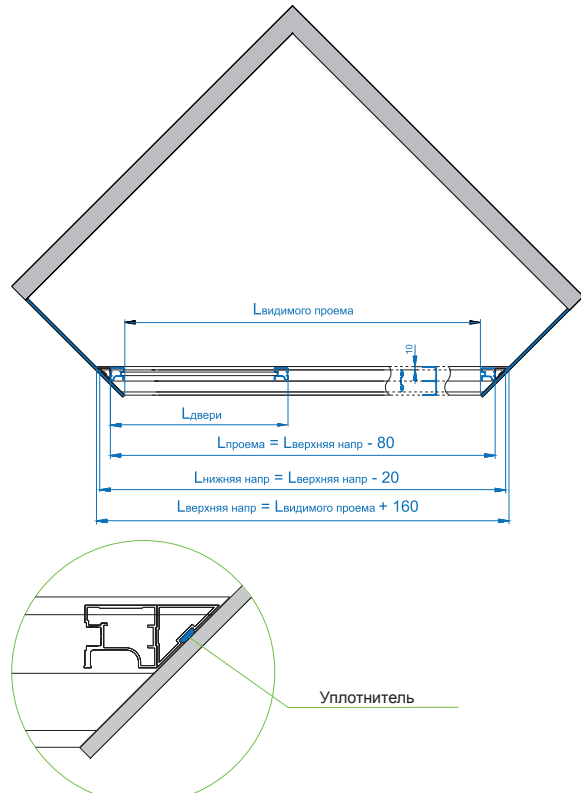 Lвидимого проема
10
Lдвери
Lпроема = Lверхняя напр - 80
Lнижняя напр = Lверхняя напр - 20
Lверхняя напр = Lвидимого проема + 160
Уплотнитель